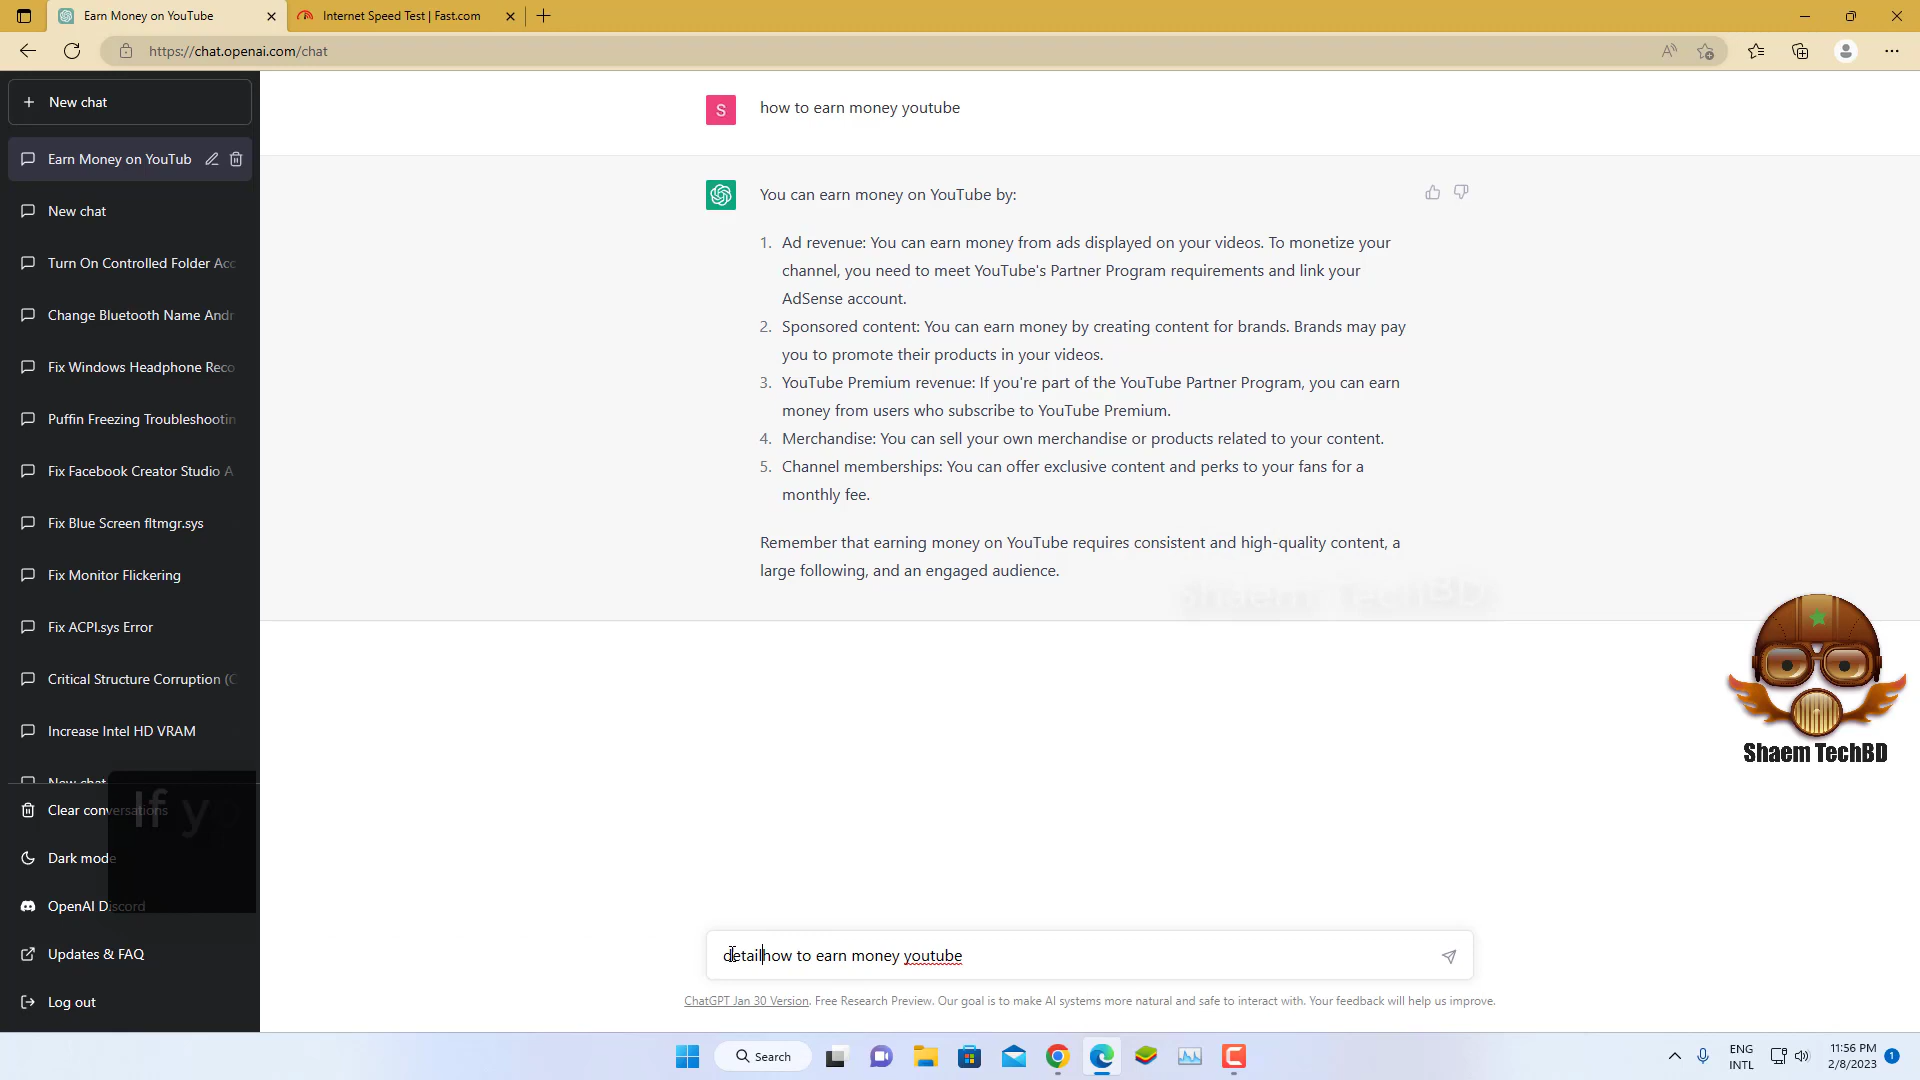 Earn Money on YouTube
Internet Speed Test | Fast.com
https://chat.openai.com/chat
New chat
Earn Money on YouTub
New chat
Turn On Controlled Folder Acc
Change Bluetooth Name Andr
Fix Windows Headphone Reco
Puffin Freezing Troubleshootin
Fix Facebook Creator Studio A
Fix Blue Screen fltmgr.sys
Fix Monitor Flickering
Fix ACPI.sys Error
Critical Structure Corruption (C
Increase Intel HD VRAM
New chat
If yo
Clear conversations
Dark mode
OpenAI Discord
Updates & FAQ
Log out
S
how to earn money youtube
You can earn money on YouTube by:
1. Ad revenue: You can earn money from ads displayed on your videos. To monetize your
channel, you need to meet YouTube's Partner Program requirements and link your
AdSense account.
2. Sponsored content: You can earn money by creating content for brands. Brands may pay
you to promote their products in your videos.
3. YouTube Premium revenue: If you're part of the YouTube Partner Program, you can earn
money from users who subscribe to YouTube Premium.
4. Merchandise: You can sell your own merchandise or products related to your content.
5. Channel memberships: You can offer exclusive content and perks to your fans for a
monthly fee.
Remember that earning money on YouTube requires consistent and high-quality content, a
large following, and an engaged audience.
Shaem TechBD
Shaem TechBD
detailhow to earn money youtube
ChatGPT Jan 30 Version. Free Research Preview. Our goal is to make AI systems more natural and safe to interact with. Your feedback will help us improve.
Search
ENG
INTL
11:56 PM
2/8/2023
1